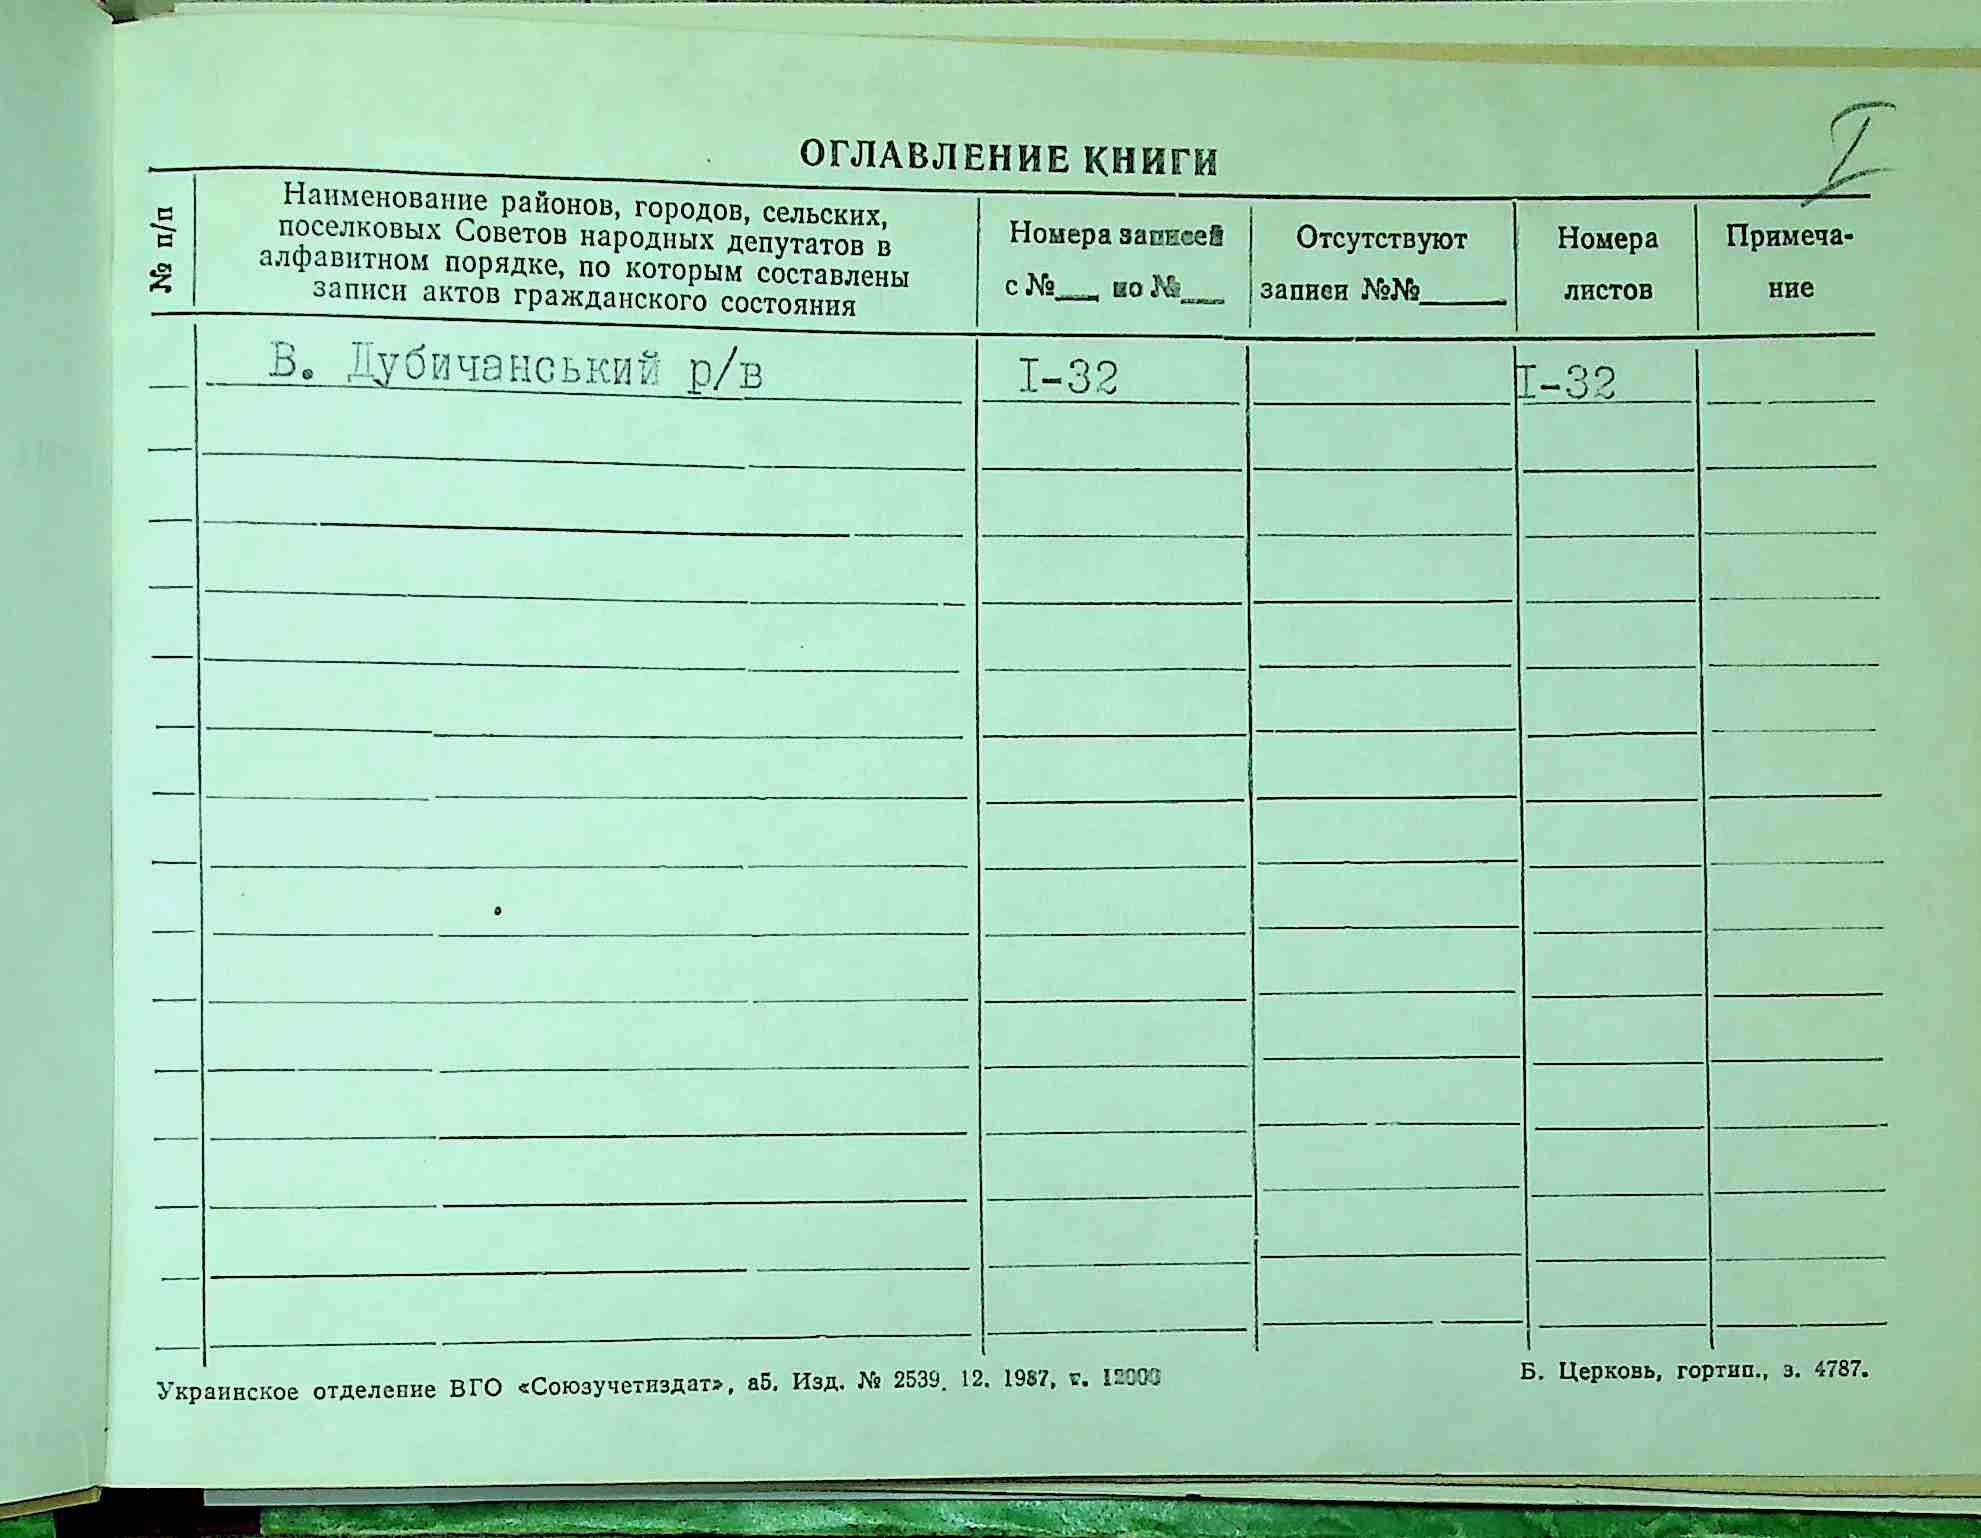 I
ОГЛАВЛЕНИЕ КНИГИ
№ п/п
Наименование районов, городов, сельских,
поселковых Советов народных депутатов в
алфавитном порядке, по которым составлены
записи актов гражданского состояния
Номера записей
с №___ по №___
Отсутствуют
записи №№______
Номера
листов
Примеча-
ние
В. Дубичанський р/в I-32 I-32
Украинское отделение ВГО «Союзучетиздат», а5. Изд. № 2539. 12. 1987, т. 12000
Б. Церковь, гортип., з. 4787.